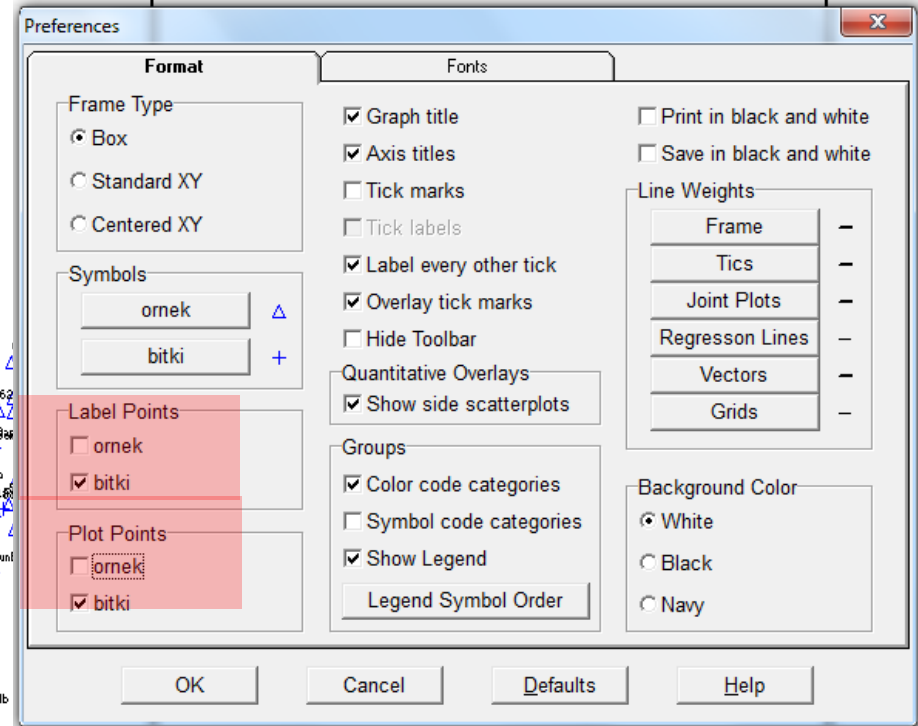 Preferences
Format
Fonts
Frame Type
Box
Standard XY
Centered XY
Symbols
ornek
bitki
Label Points
ornek
bitki
Plot Points
ornek
bitki
Graph title
Axis titles
Tick marks
Tick labels
Label every other tick
Overlay tick marks
Hide Toolbar
Quantitative Overlays
Show side scatterplots
Groups
Color code categories
Symbol code categories
Show Legend
Legend Symbol Order
Print in black and white
Save in black and white
Line Weights
Frame
Tics
Joint Plots
Regresson Lines
Vectors
Grids
Background Color
White
Black
Navy
OK
Cancel
Defaults
Help